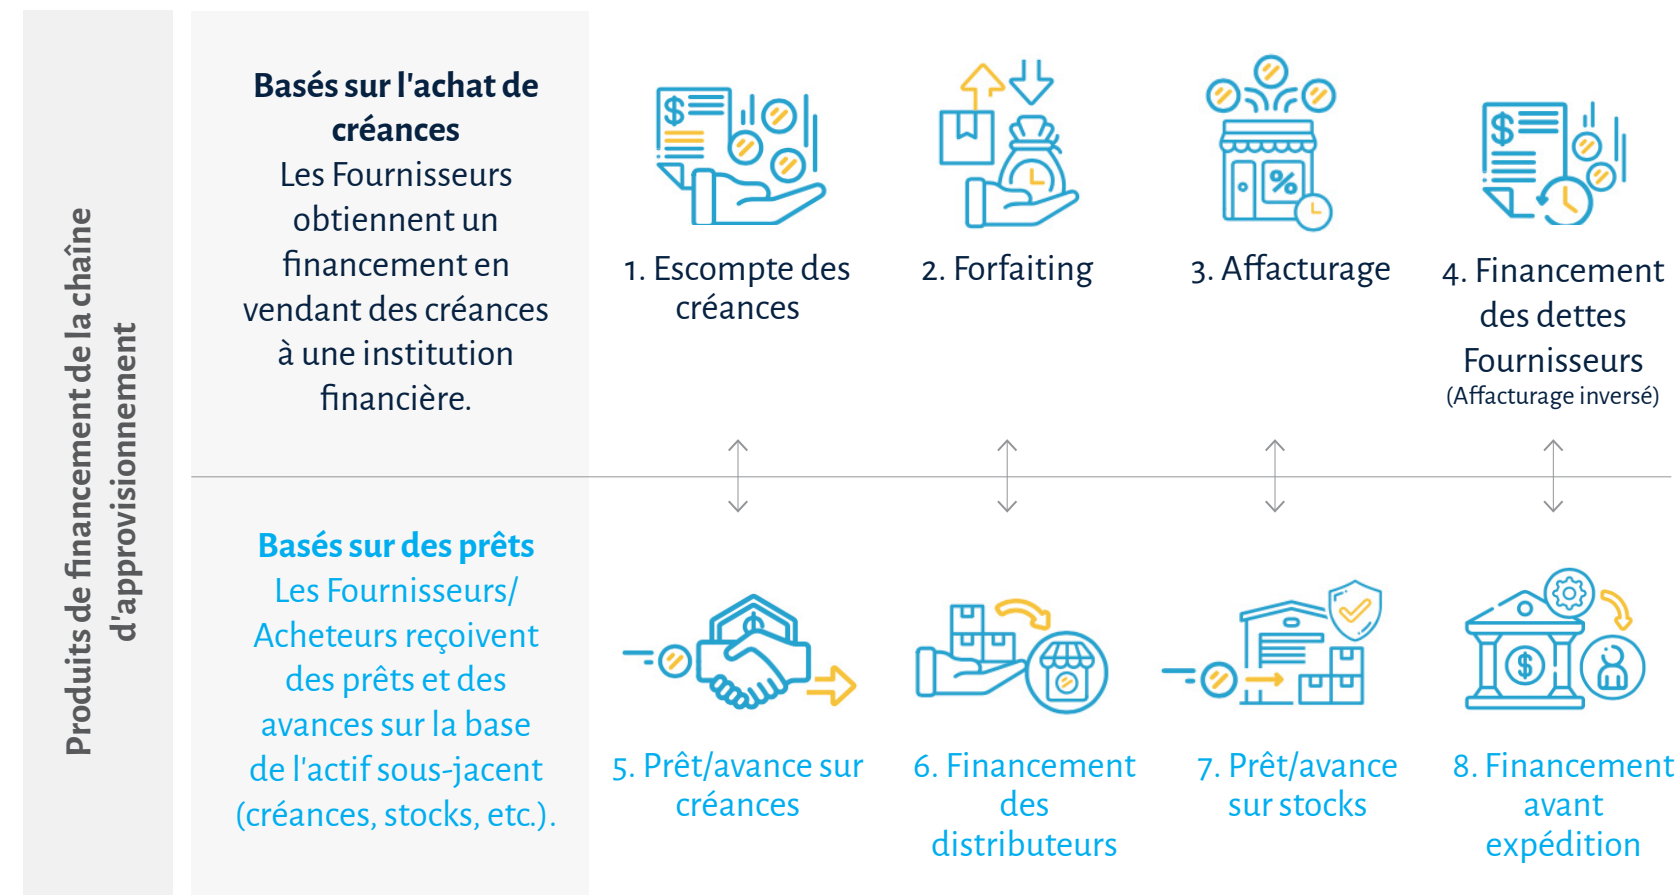 Produits de financement de la chaîne
d'approvisionnement
Basés sur l'achat de
créances
Les Fournisseurs
obtiennent un
financement en
vendant des créances
à une institution
financière.
1. Escompte des
créances
2. Forfaiting
3. Affacturage
4. Financement
des dettes
Fournisseurs
(Affacturage inversé)
Basés sur des prêts
Les Fournisseurs/
Acheteurs reçoivent
des prêts et des
avances sur la base
de l'actif sous-jacent
(créances, stocks, etc.).
5. Prêt/avance sur
créances
6. Financement
des
distributeurs
7. Prêt/avance
sur stocks
8. Financement
avant
expédition